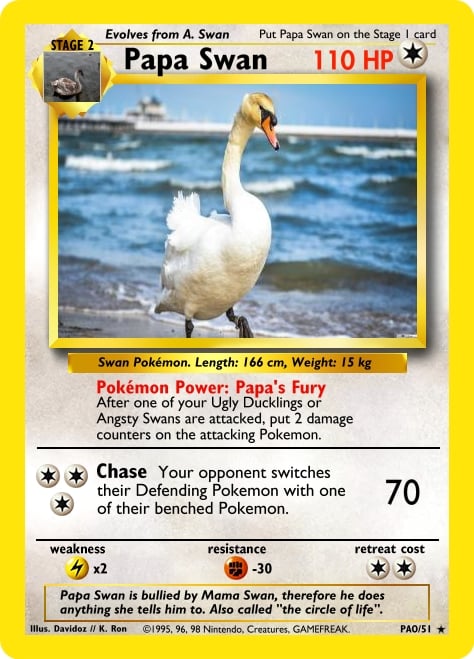 Evolves from A. Swan
Put Papa Swan on the Stage 1 card
STAGE 2
Papa Swan
110 HP
Swan Pokémon. Length: 166 cm, Weight: 15 kg
Pokémon Power: Papa's Fury
After one of your Ugly Ducklings or
Angsty Swans are attacked, put 2 damage
counters on the attacking Pokemon.
Chase Your opponent switches
their Defending Pokemon with one
of their benched Pokemon.
70
weakness
resistance
retreat cost
x2
-30
Papa Swan is bullied by Mama Swan, therefore he does
anything she tells him to. Also called "the circle of life".
Illus. Davidoz // K. Ron
©1995, 96, 98 Nintendo, Creatures, GAMEFREAK.
PAO/51 ★